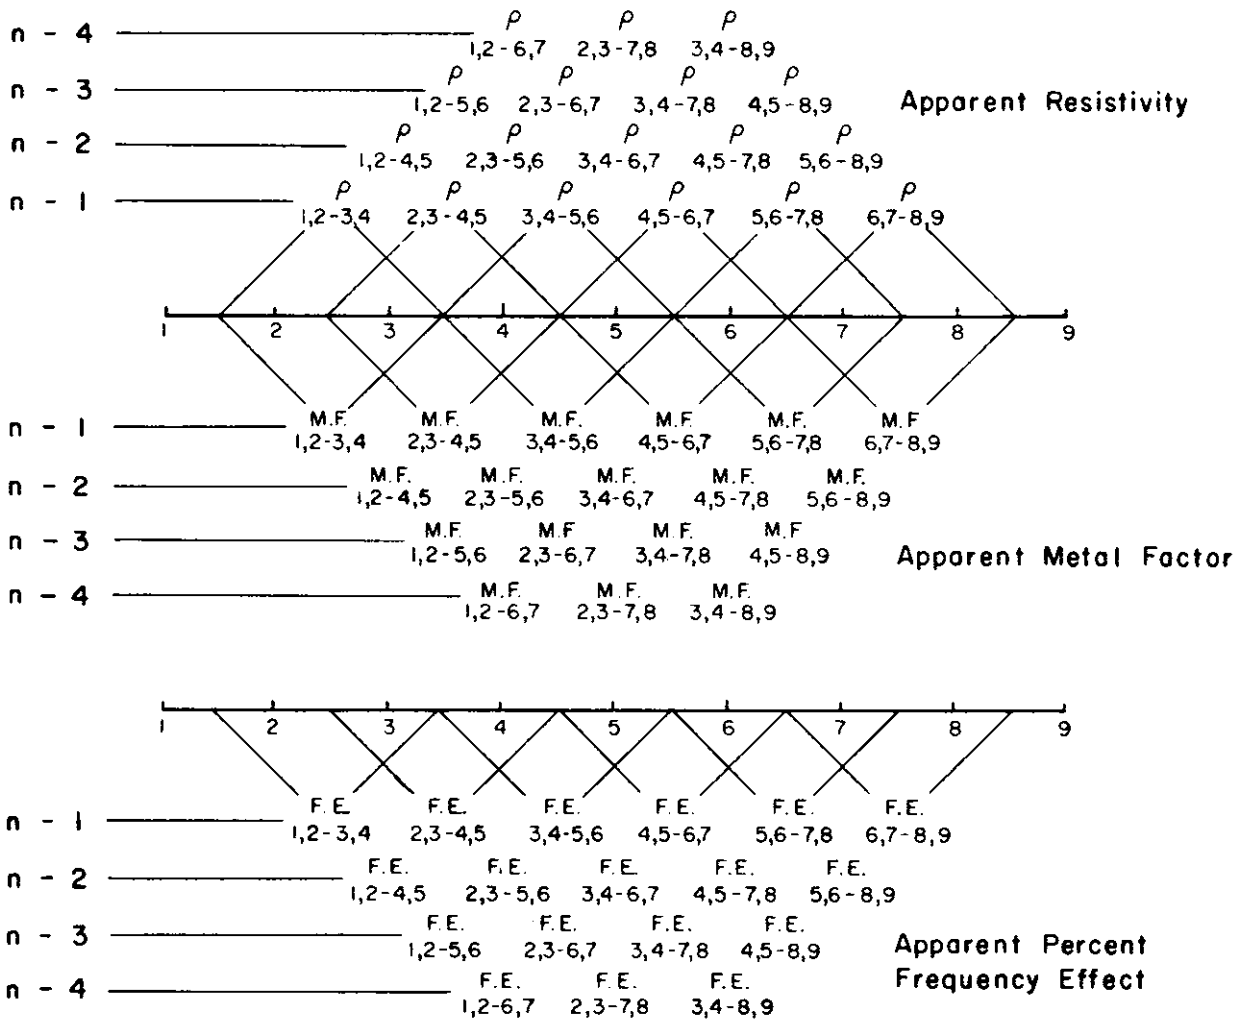 ρ ρ ρ
n - 4 1,2-6,7 2,3-7,8 3,4-8,9
ρ ρ ρ ρ
n - 3 1,2-5,6 2,3-6,7 3,4-7,8 4,5-8,9 Apparent Resistivity
ρ ρ ρ ρ ρ
n - 2 1,2-4,5 2,3-5,6 3,4-6,7 4,5-7,8 5,6-8,9
ρ ρ ρ ρ ρ ρ
n - 1 1,2-3,4 2,3-4,5 3,4-5,6 4,5-6,7 5,6-7,8 6,7-8,9
1 2 3 4 5 6 7 8 9
M.F. M.F. M.F. M.F. M.F. M.F
n - 1 1,2-3,4 2,3-4,5 3,4-5,6 4,5-6,7 5,6-7,8 6,7-8,9
M.F. M.F. M.F. M.F. M.F.
n - 2 1,2-4,5 2,3-5,6 3,4-6,7 4,5-7,8 5,6-8,9
M.F. M.F M.F. M.F
n - 3 1,2-5,6 2,3-6,7 3,4-7,8 4,5-8,9 Apparent Metal Factor
M.F. M.F. M.F.
n - 4 1,2-6,7 2,3-7,8 3,4-8,9
1 2 3 4 5 6 7 8 9
F.E. F.E. F.E. F.E. F.E. F.E.
n - 1 1,2-3,4 2,3-4,5 3,4-5,6 4,5-6,7 5,6-7,8 6,7-8,9
F.E. F.E. F.E. F.E. F.E.
n - 2 1,2-4,5 2,3-5,6 3,4-6,7 4,5-7,8 5,6-8,9
F.E. F.E. F.E. F.E.
n - 3 1,2-5,6 2,3-6,7 3,4-7,8 4,5-8,9 Apparent Percent
F.E. F.E. F.E. Frequency Effect
n - 4 1,2-6,7 2,3-7,8 3,4-8,9